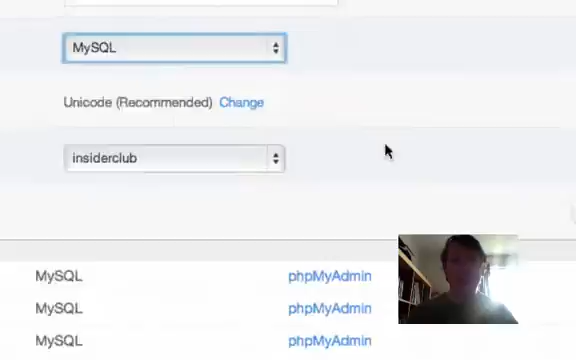 MySQL
Unicode (Recommended) Change
insiderclub
MySQL phpMyAdmin
MySQL phpMyAdmin
MySQL phpMyAdmin